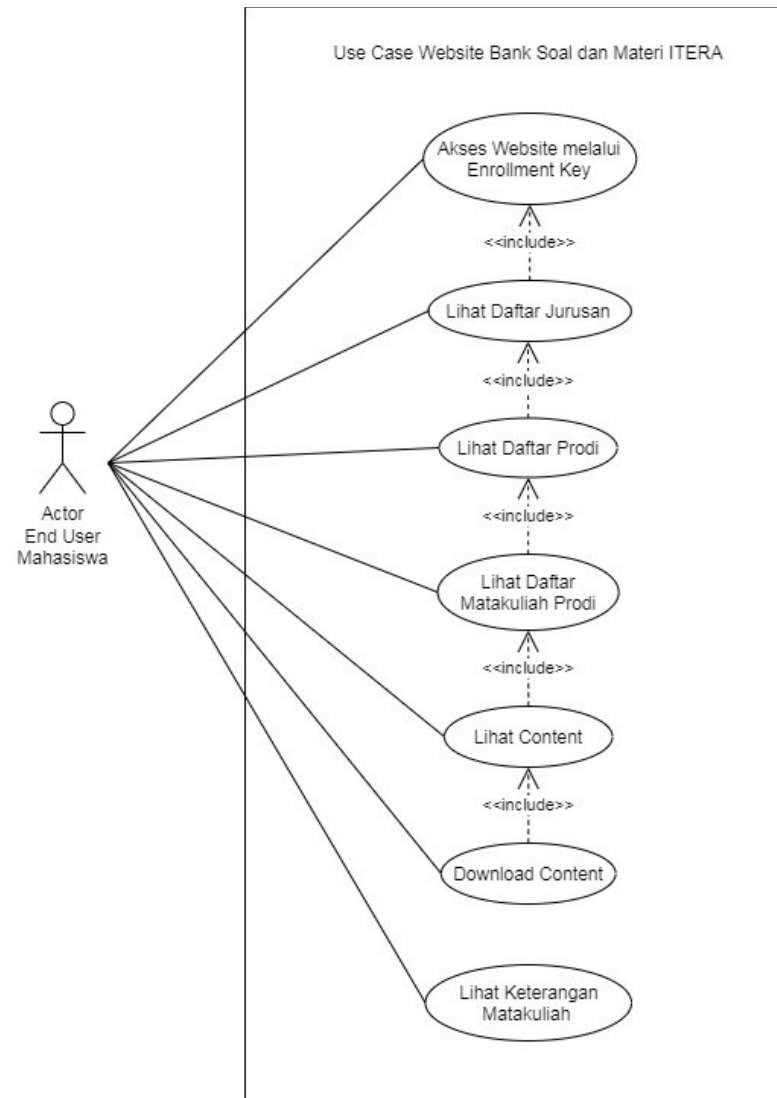 Use Case Website Bank Soal dan Materi ITERA
Akses Website melalui
Enrollment Key
<<include>>
Lihat Daftar Jurusan
<<include>>
Lihat Daftar Prodi
<<include>>
Lihat Daftar
Matakuliah Prodi
<<include>>
Lihat Content
<<include>>
Download Content
Lihat Keterangan
Matakuliah
Actor
End User
Mahasiswa